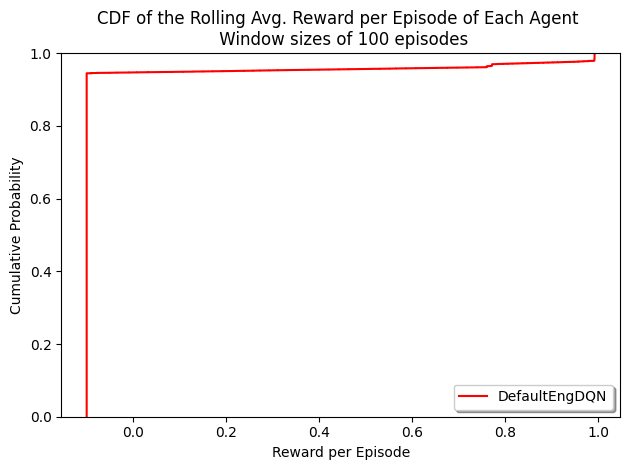 CDF of the Rolling Avg. Reward per Episode of Each Agent
Window sizes of 100 episodes
Cumulative Probability
1.0
0.8
0.6
0.4
0.2
0.0
0.0 0.2 0.4 0.6 0.8 1.0
Reward per Episode
DefaultEngDQN